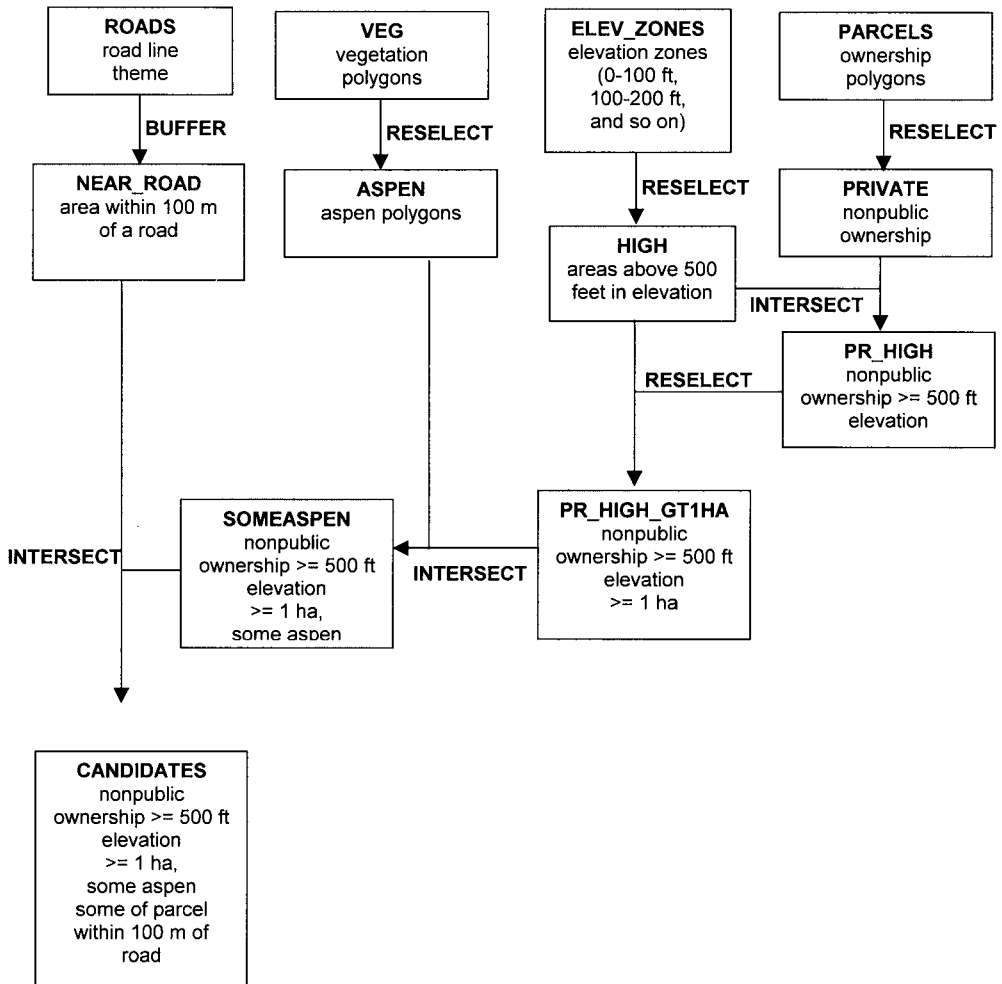 ROADS
road line
theme
VEG
vegetation
polygons
ELEV_ZONES
elevation zones
(0-100 ft,
100-200 ft,
and so on)
PARCELS
ownership
polygons
BUFFER
RESELECT
RESELECT
RESELECT
NEAR_ROAD
area within 100 m
of a road
ASPEN
aspen polygons
HIGH
areas above 500
feet in elevation
PRIVATE
nonpublic
ownership
INTERSECT
PR_HIGH
nonpublic
ownership >= 500 ft
elevation
RESELECT
PR_HIGH_GT1HA
nonpublic
ownership >= 500 ft
elevation
>= 1 ha
INTERSECT
SOMEASPEN
nonpublic
ownership >= 500 ft
elevation
>= 1 ha,
some aspen
INTERSECT
CANDIDATES
nonpublic
ownership >= 500 ft
elevation
>= 1 ha,
some aspen
some of parcel
within 100 m of
road